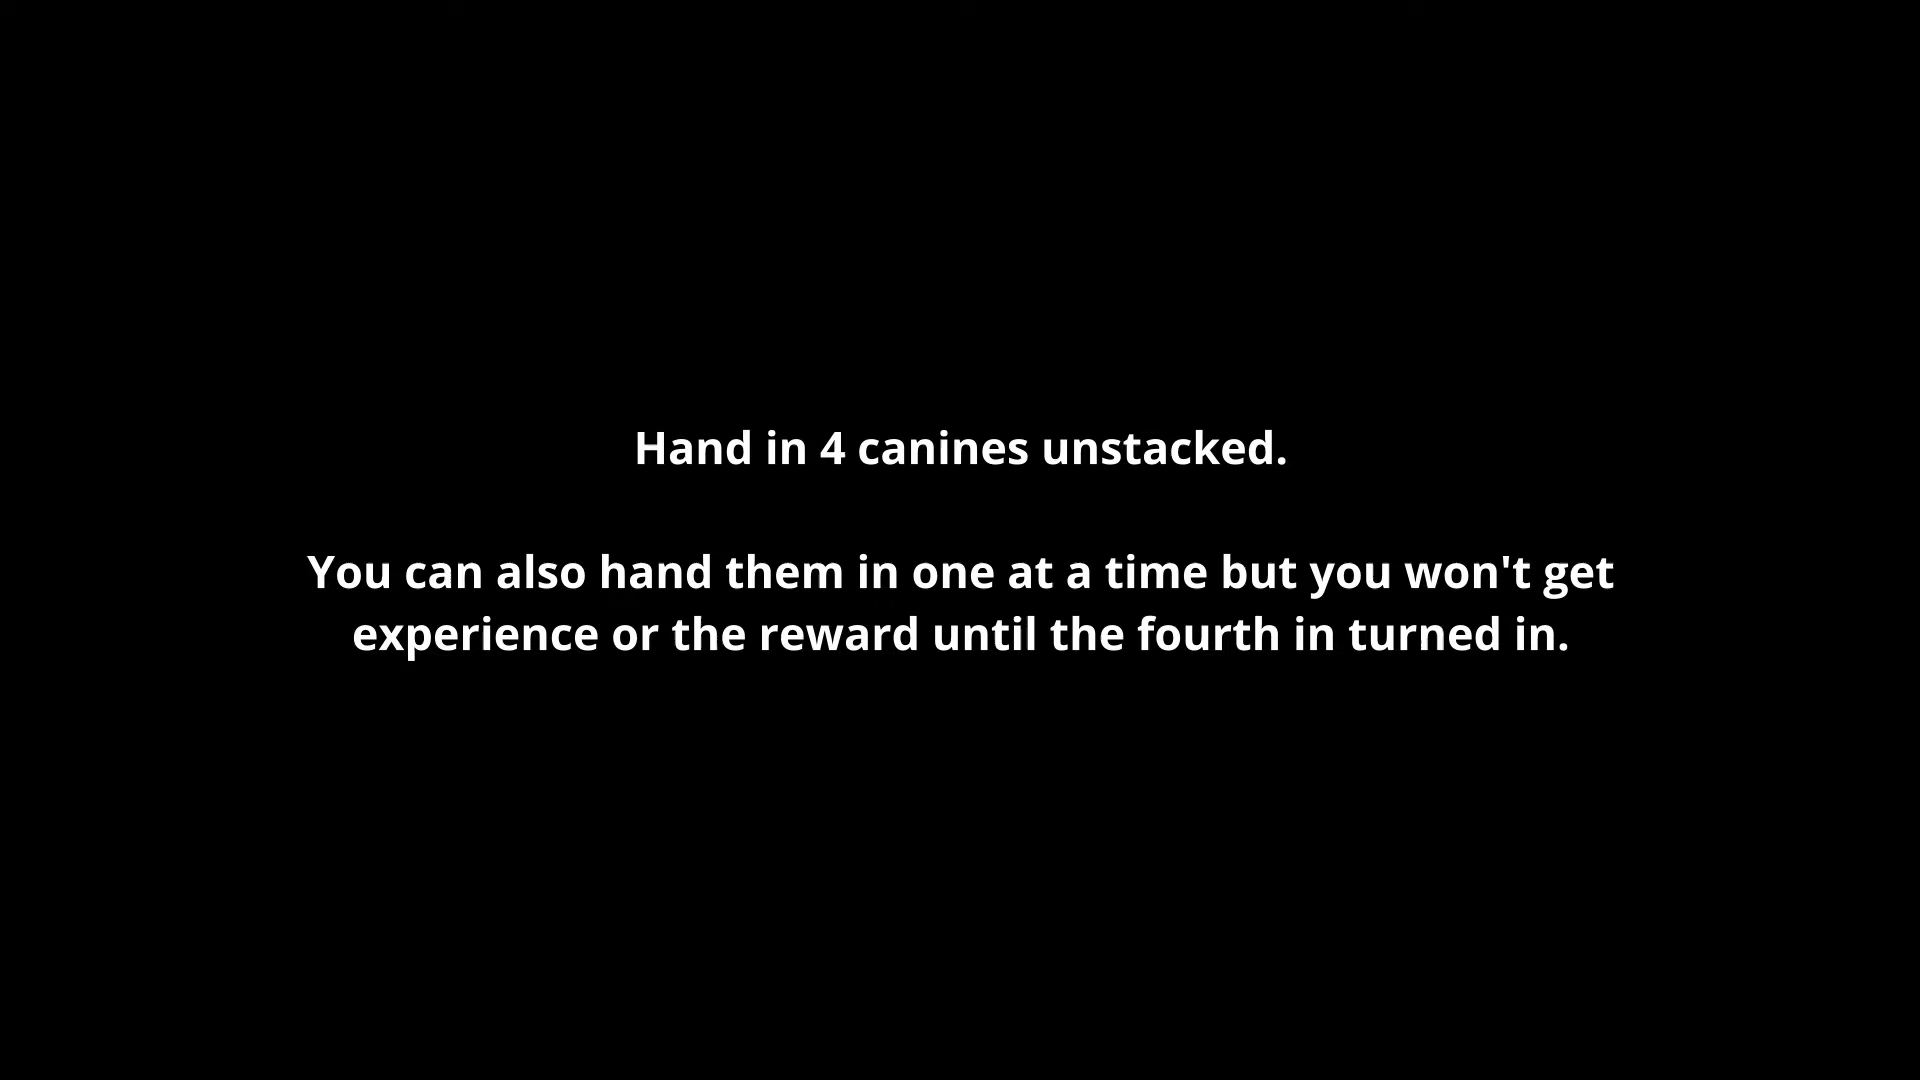 Hand in 4 canines unstacked.
You can also hand them in one at a time but you won't get
experience or the reward until the fourth in turned in.